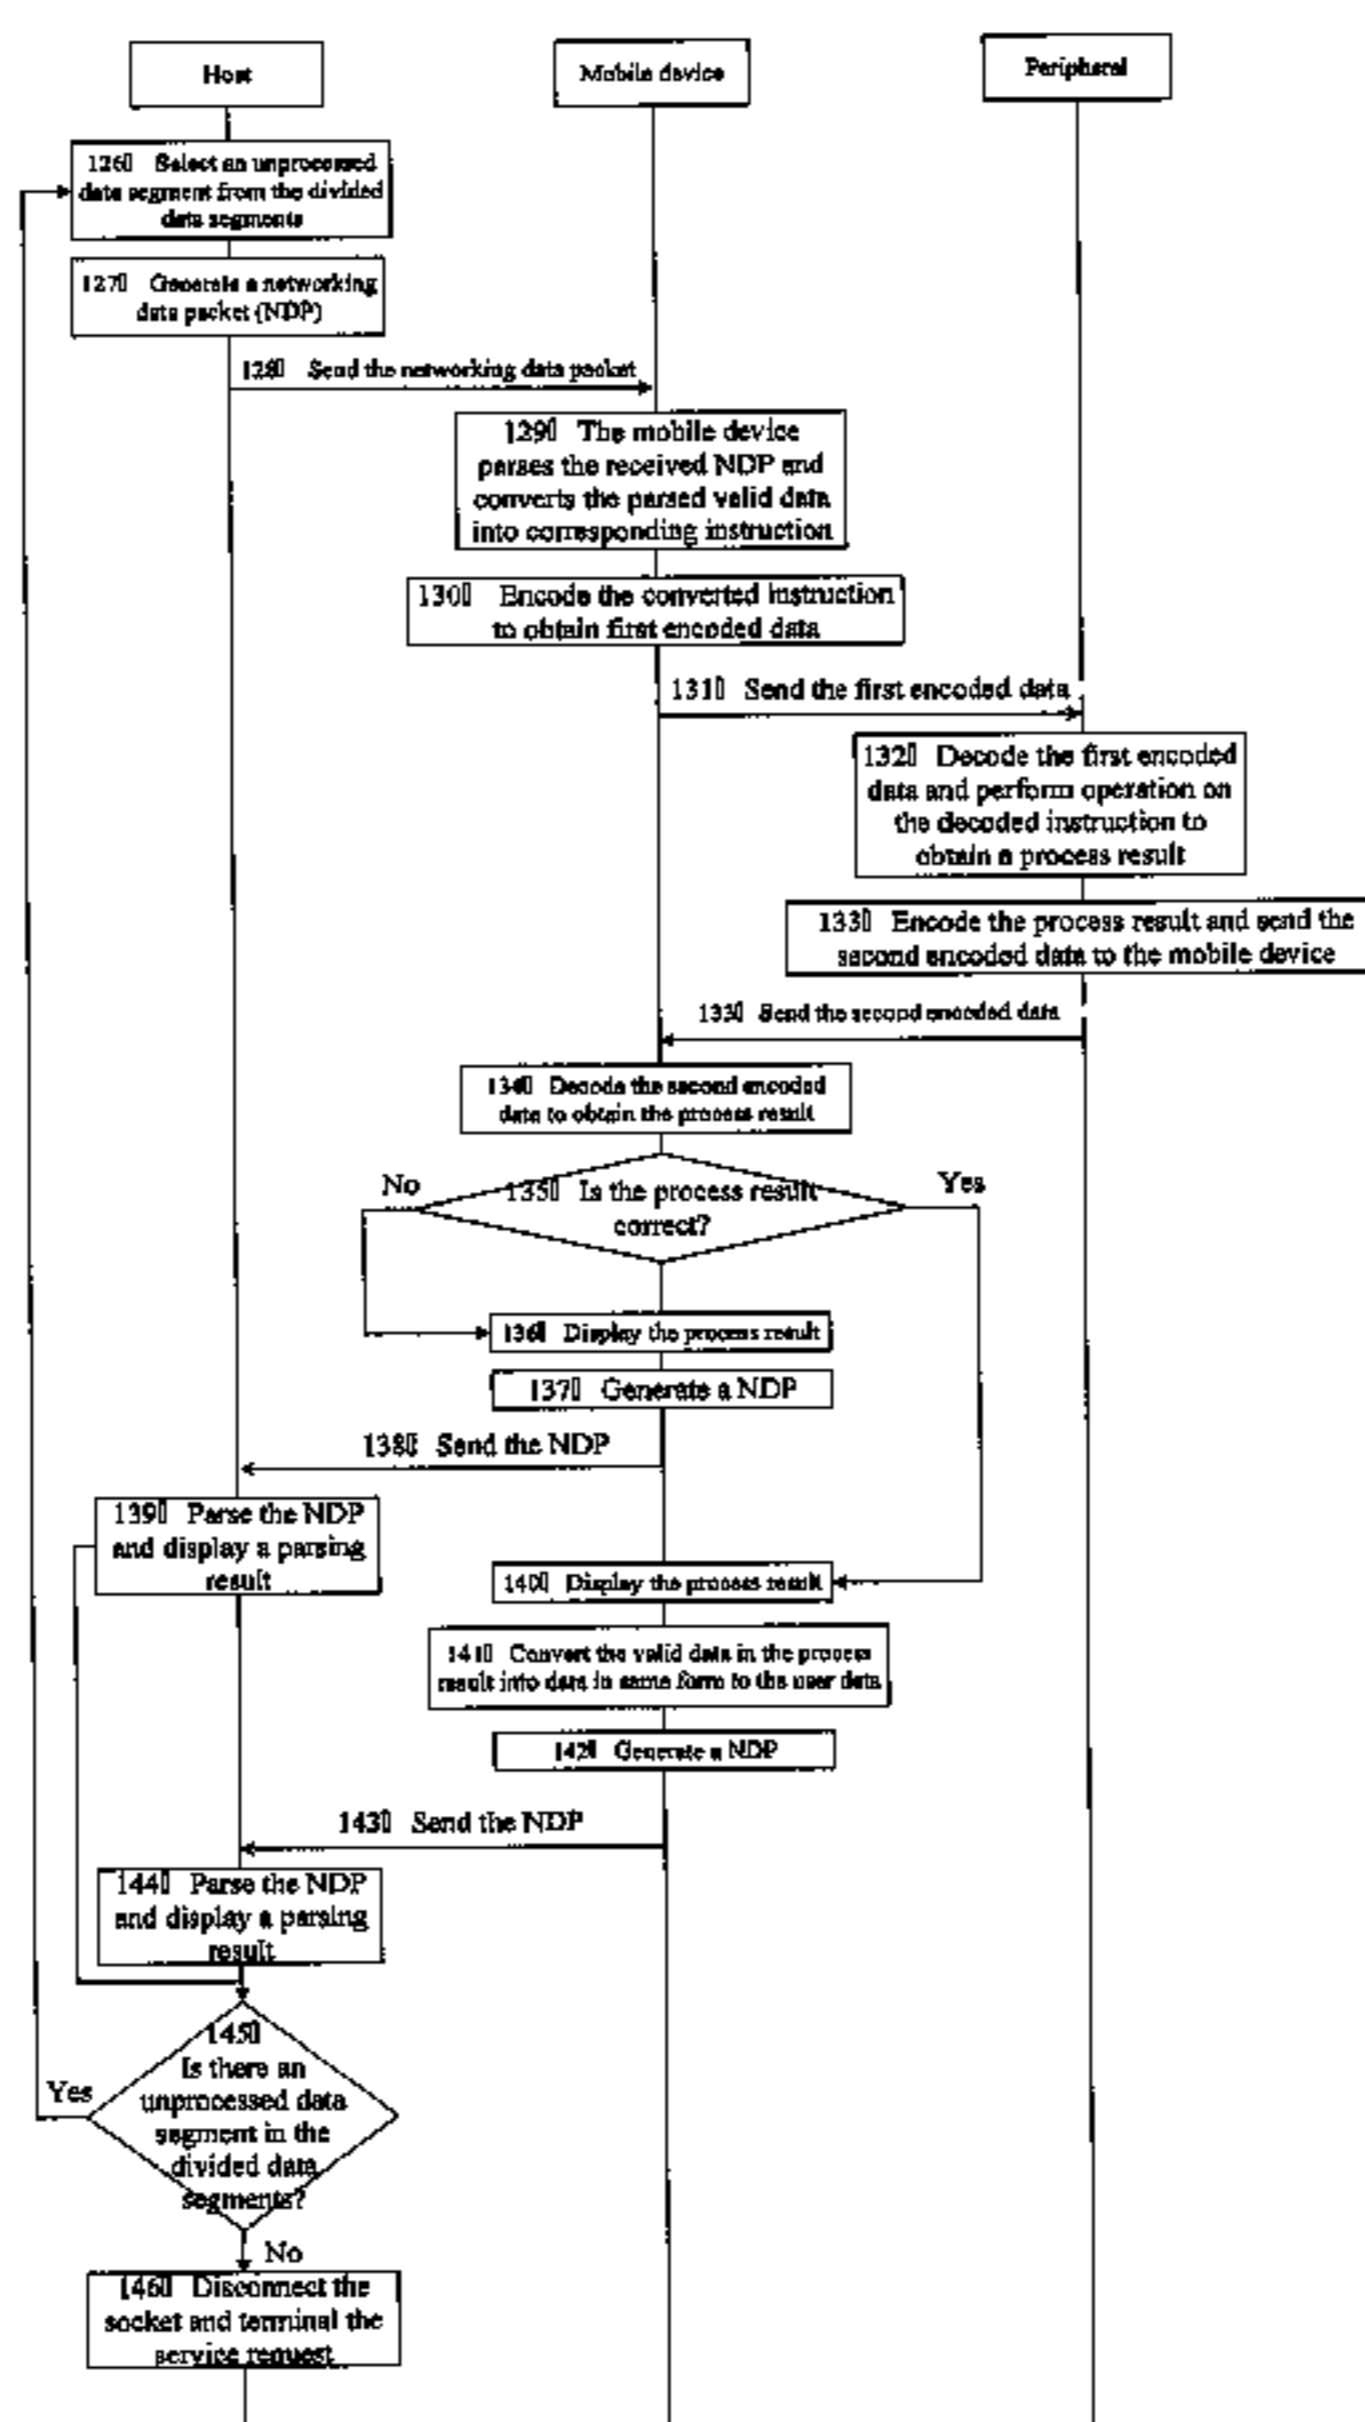 Host
Mobile device
Peripheral
126 Select an unprocessed
data segment from the divided
data segments
127 Generate a networking
data packet (NDP)
128 Send the networking data packet
129 The mobile device
parses the received NDP and
converts the parsed valid data
into corresponding instruction
130 Encode the converted instruction
to obtain first encoded data
131 Send the first encoded data
132 Decode the first encoded
data and perform operation on
the decoded instruction to
obtain a process result
133 Encode the process result and send the
second encoded data to the mobile device
133 Send the second encoded data
134 Decode the second encoded
data to obtain the process result
No
135 Is the process result
correct?
Yes
136 Display the process result
137 Generate a NDP
138 Send the NDP
139 Parse the NDP
and display a parsing
result
140 Display the process result
141 Convert the valid data in the process
result into data in same form to the user data
142 Generate a NDP
143 Send the NDP
144 Parse the NDP
and display a parsing
result
145
Is there an
unprocessed data
segment in the
divided data
segments?
Yes
No
146 Disconnect the
socket and terminal the
service request